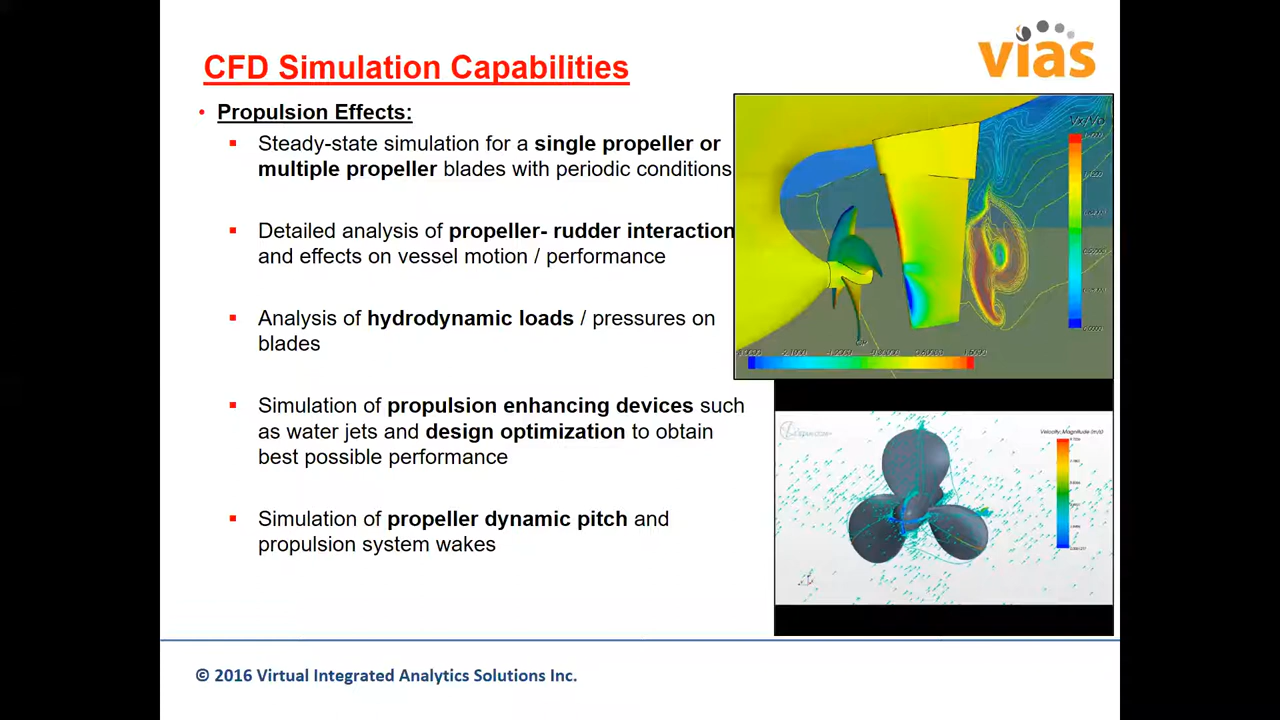 CFD Simulation Capabilities
vias
• Propulsion Effects:
▪ Steady-state simulation for a single propeller or
multiple propeller blades with periodic conditions
▪ Detailed analysis of propeller- rudder interaction
and effects on vessel motion / performance
▪ Analysis of hydrodynamic loads / pressures on
blades
▪ Simulation of propulsion enhancing devices such
as water jets and design optimization to obtain
best possible performance
▪ Simulation of propeller dynamic pitch and
propulsion system wakes
Velocity: Magnitude (m/s)
© 2016 Virtual Integrated Analytics Solutions Inc.